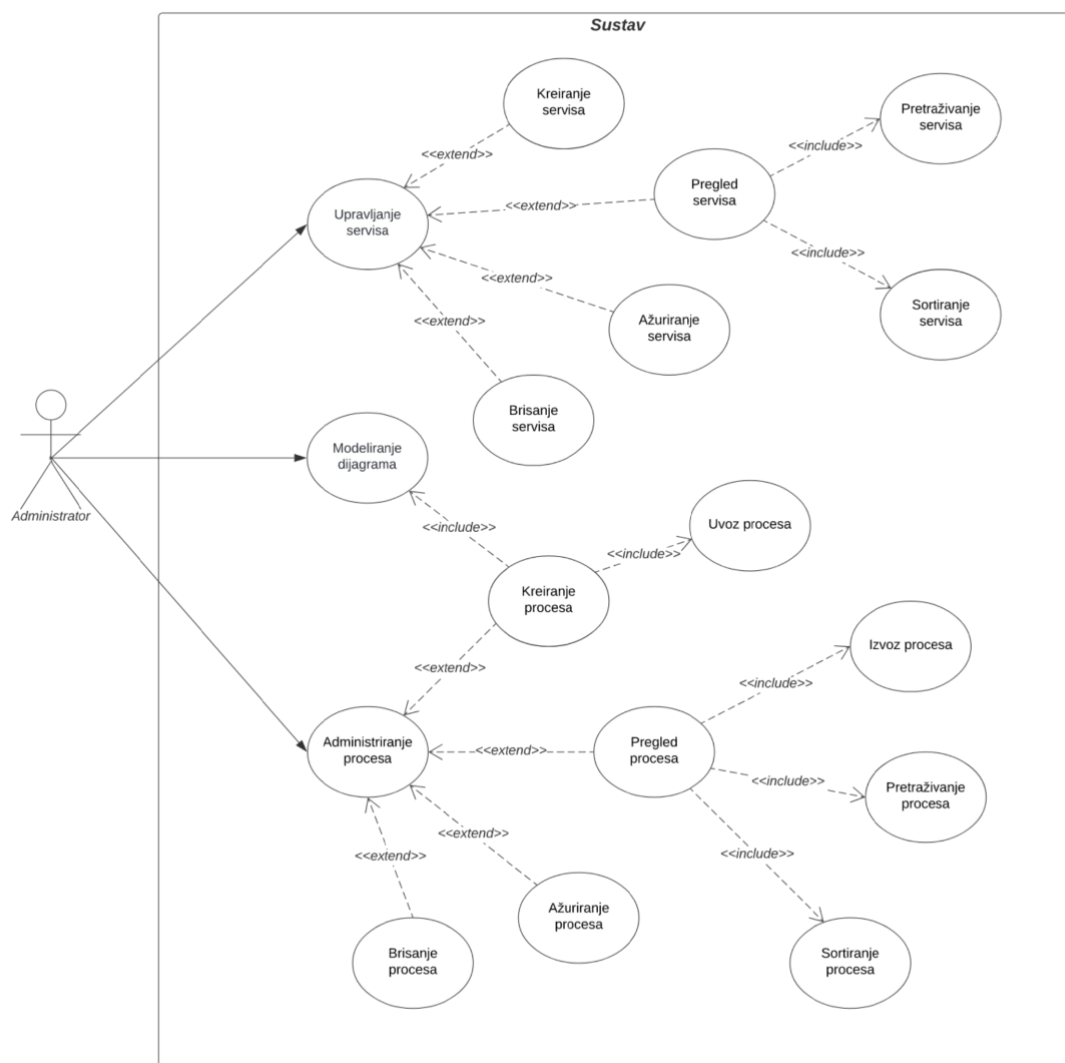 Sustav
Kreiranje
servisa
Pretraživanje
servisa
<<extend>>
<<include>>
Upravljanje
servisa
<<extend>>
Pregled
servisa
<<include>>
<<extend>>
<<extend>>
Ažuriranje
servisa
Sortiranje
servisa
Brisanje
servisa
Modeliranje
dijagrama
Administrator
<<include>>
Uvoz procesa
<<include>>
Kreiranje
procesa
Izvoz procesa
<<extend>>
<<include>>
Administriranje
procesa
<<extend>>
Pregled
procesa
<<include>>
Pretraživanje
procesa
<<extend>>
<<extend>>
<<include>>
Ažuriranje
procesa
Brisanje
procesa
Sortiranje
procesa